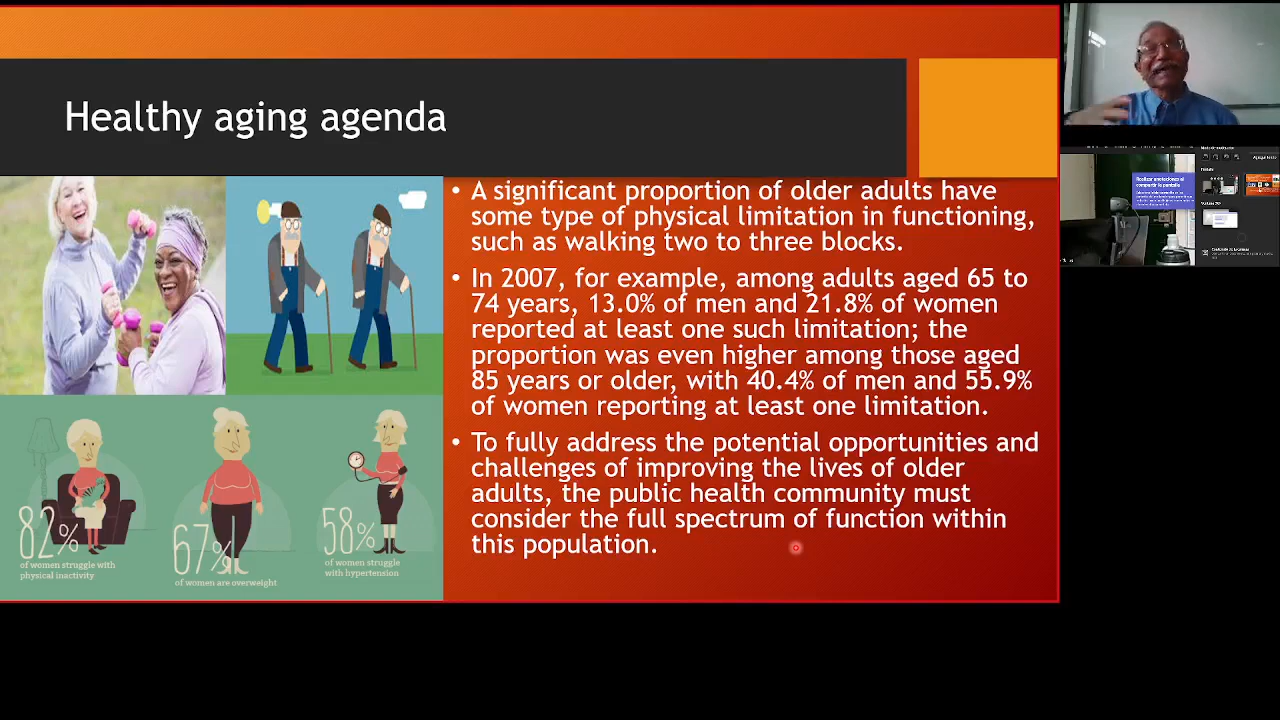 Healthy aging agenda
• A significant proportion of older adults have
some type of physical limitation in functioning,
such as walking two to three blocks.
• In 2007, for example, among adults aged 65 to
74 years, 13.0% of men and 21.8% of women
reported at least one such limitation; the
proportion was even higher among those aged
85 years or older, with 40.4% of men and 55.9%
of women reporting at least one limitation.
• To fully address the potential opportunities and
challenges of improving the lives of older
adults, the public health community must
consider the full spectrum of function within
this population.
82%
of women struggle with
physical inactivity
67%
of women are overweight
58%
of women struggle
with hypertension
Realizar anotaciones al
compartir la pantalla